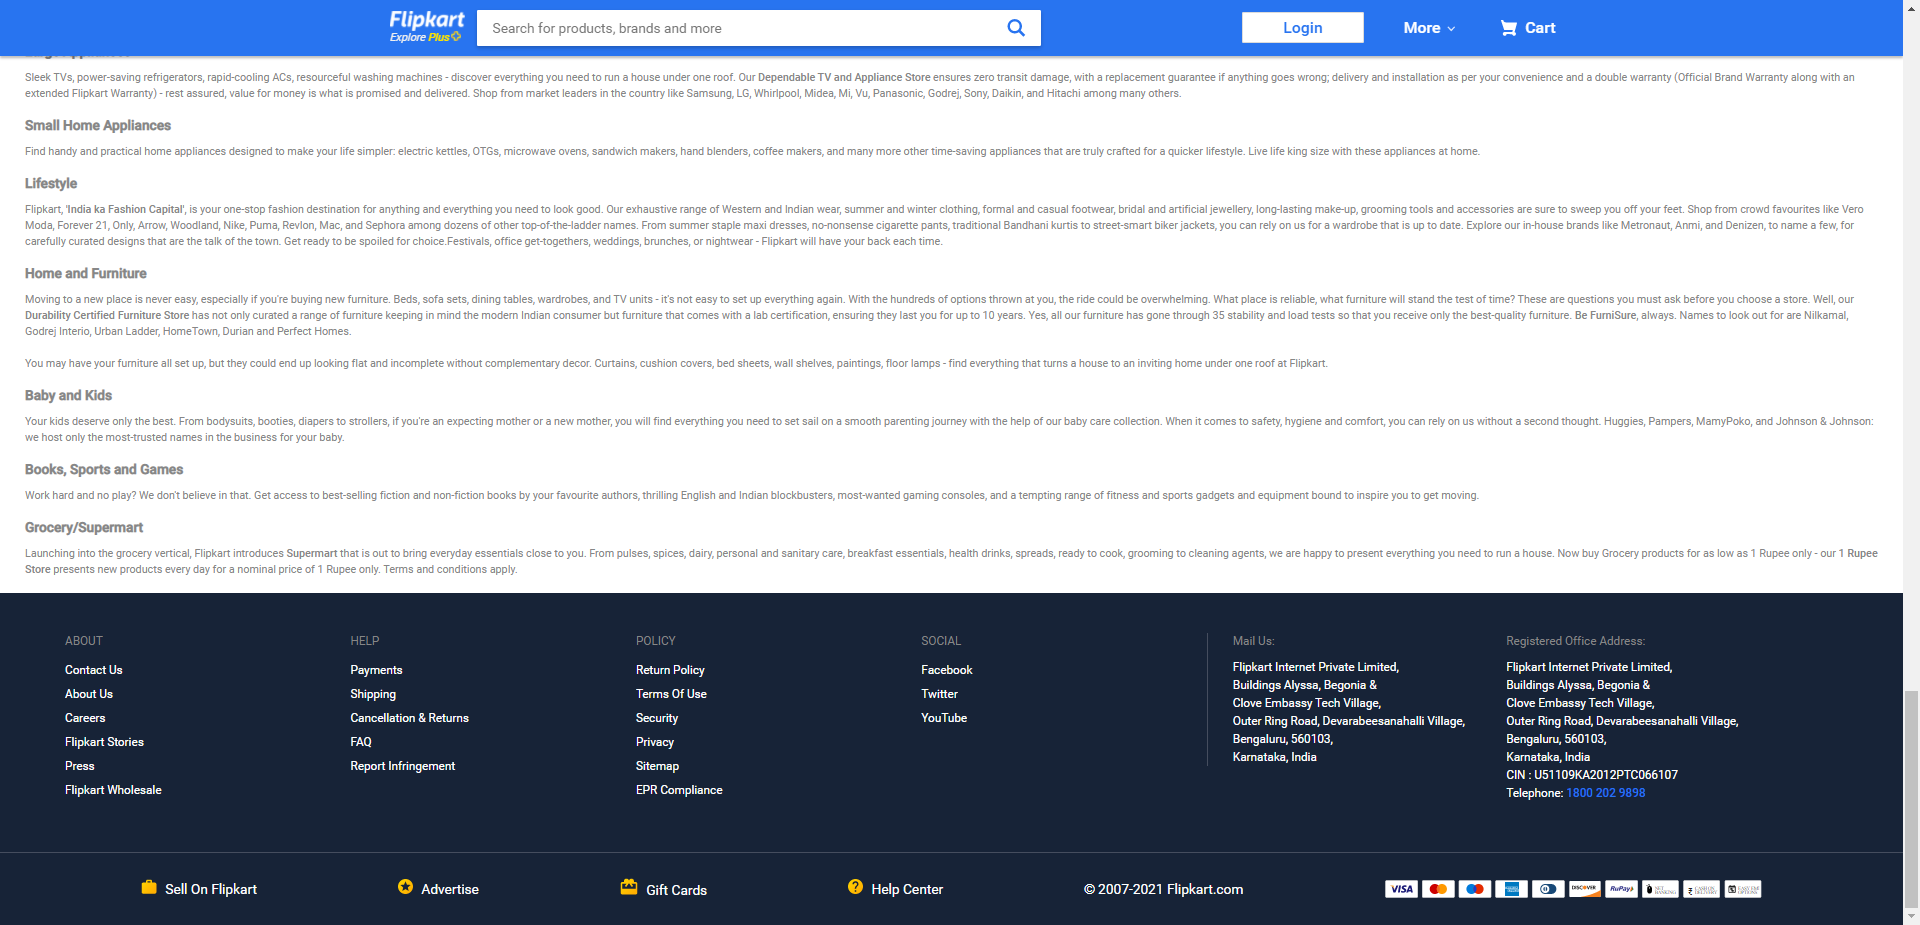 Flipkart
Explore Plus
Search for products, brands and more
Login
More
Cart
Sleek TVs, power-saving refrigerators, rapid-cooling ACs, resourceful washing machines - discover everything you need to run a house under one roof. Our Dependable TV and Appliance Store ensures zero transit damage, with a replacement guarantee if anything goes wrong; delivery and installation as per your convenience and a double warranty (Official Brand Warranty along with an
extended Flipkart Warranty) - rest assured, value for money is what is promised and delivered. Shop from market leaders in the country like Samsung, LG, Whirlpool, Midea, Mi, Vu, Panasonic, Godrej, Sony, Daikin, and Hitachi among many others.
Small Home Appliances
Find handy and practical home appliances designed to make your life simpler: electric kettles, OTGs, microwave ovens, sandwich makers, hand blenders, coffee makers, and many more other time-saving appliances that are truly crafted for a quicker lifestyle. Live life king size with these appliances at home.
Lifestyle
Flipkart, 'India ka Fashion Capital', is your one-stop fashion destination for anything and everything you need to look good. Our exhaustive range of Western and Indian wear, summer and winter clothing, formal and casual footwear, bridal and artificial jewellery, long-lasting make-up, grooming tools and accessories are sure to sweep you off your feet. Shop from crowd favourites like Vero
Moda, Forever 21, Only, Arrow, Woodland, Nike, Puma, Revlon, Mac, and Sephora among dozens of other top-of-the-ladder names. From summer staple maxi dresses, no-nonsense cigarette pants, traditional Bandhani kurtis to street-smart biker jackets, you can rely on us for a wardrobe that is up to date. Explore our in-house brands like Metronaut, Anmi, and Denizen, to name a few, for
carefully curated designs that are the talk of the town. Get ready to be spoiled for choice.Festivals, office get-togethers, weddings, brunches, or nightwear - Flipkart will have your back each time.
Home and Furniture
Moving to a new place is never easy, especially if you're buying new furniture. Beds, sofa sets, dining tables, wardrobes, and TV units - it's not easy to set up everything again. With the hundreds of options thrown at you, the ride could be overwhelming. What place is reliable, what furniture will stand the test of time? These are questions you must ask before you choose a store. Well, our
Durability Certified Furniture Store has not only curated a range of furniture keeping in mind the modern Indian consumer but furniture that comes with a lab certification, ensuring they last you for up to 10 years. Yes, all our furniture has gone through 35 stability and load tests so that you receive only the best-quality furniture. Be FurniSure, always. Names to look out for are Nilkamal,
Godrej Interio, Urban Ladder, HomeTown, Durian and Perfect Homes.
You may have your furniture all set up, but they could end up looking flat and incomplete without complementary decor. Curtains, cushion covers, bed sheets, wall shelves, paintings, floor lamps - find everything that turns a house to an inviting home under one roof at Flipkart.
Baby and Kids
Your kids deserve only the best. From bodysuits, booties, diapers to strollers, if you're an expecting mother or a new mother, you will find everything you need to set sail on a smooth parenting journey with the help of our baby care collection. When it comes to safety, hygiene and comfort, you can rely on us without a second thought. Huggies, Pampers, MamyPoko, and Johnson & Johnson:
we host only the most-trusted names in the business for your baby.
Books, Sports and Games
Work hard and no play? We don't believe in that. Get access to best-selling fiction and non-fiction books by your favourite authors, thrilling English and Indian blockbusters, most-wanted gaming consoles, and a tempting range of fitness and sports gadgets and equipment bound to inspire you to get moving.
Grocery/Supermart
Launching into the grocery vertical, Flipkart introduces Supermart that is out to bring everyday essentials close to you. From pulses, spices, dairy, personal and sanitary care, breakfast essentials, health drinks, spreads, ready to cook, grooming to cleaning agents, we are happy to present everything you need to run a house. Now buy Grocery products for as low as 1 Rupee only - our 1 Rupee
Store presents new products every day for a nominal price of 1 Rupee only. Terms and conditions apply.
ABOUT
Contact Us
About Us
Careers
Flipkart Stories
Press
Flipkart Wholesale
HELP
Payments
Shipping
Cancellation & Returns
FAQ
Report Infringement
POLICY
Return Policy
Terms Of Use
Security
Privacy
Sitemap
EPR Compliance
SOCIAL
Facebook
Twitter
YouTube
Mail Us:
Flipkart Internet Private Limited,
Buildings Alyssa, Begonia &
Clove Embassy Tech Village,
Outer Ring Road, Devarabeesanahalli Village,
Bengaluru, 560103,
Karnataka, India
Registered Office Address:
Flipkart Internet Private Limited,
Buildings Alyssa, Begonia &
Clove Embassy Tech Village,
Outer Ring Road, Devarabeesanahalli Village,
Bengaluru, 560103,
Karnataka, India
CIN : U51109KA2012PTC066107
Telephone: 1800 202 9898
Sell On Flipkart
Advertise
Gift Cards
Help Center
© 2007-2021 Flipkart.com
VISA
DISCOVER
RuPay
NET BANKING
CASH ON DELIVERY
EASY EMI OPTIONS